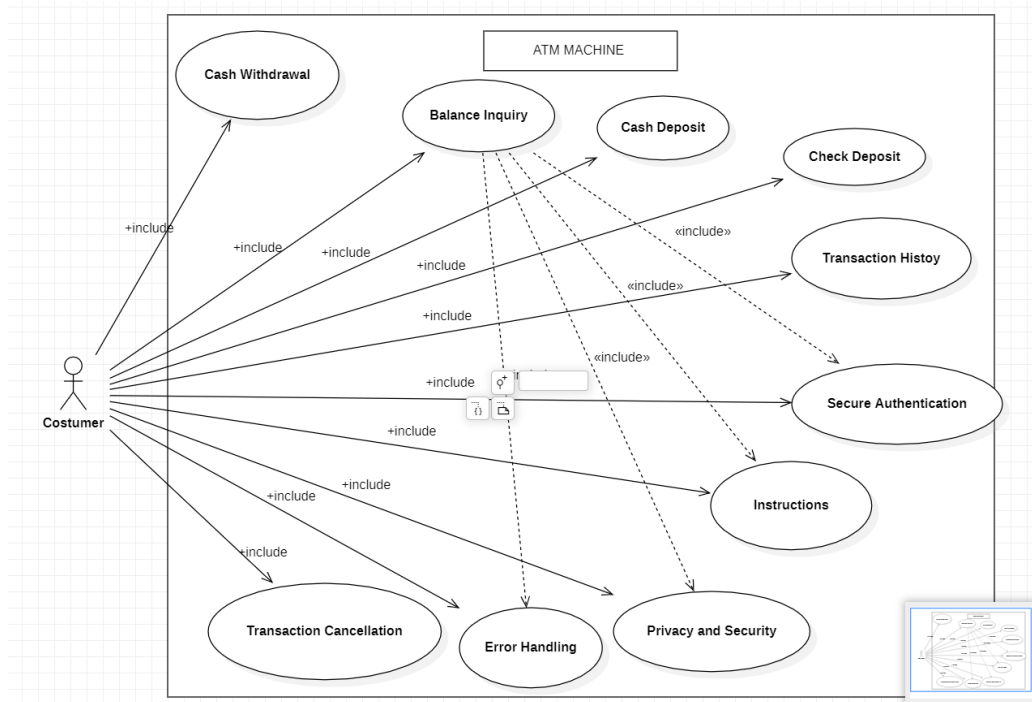 ATM MACHINE
Cash Withdrawal
Balance Inquiry
Cash Deposit
Check Deposit
+include
+include
+include
«include»
+include
Transaction Histoy
«include»
+include
«include»
+include
Secure Authentication
Costumer
+include
+include
+include
Instructions
+include
Transaction Cancellation
Error Handling
Privacy and Security